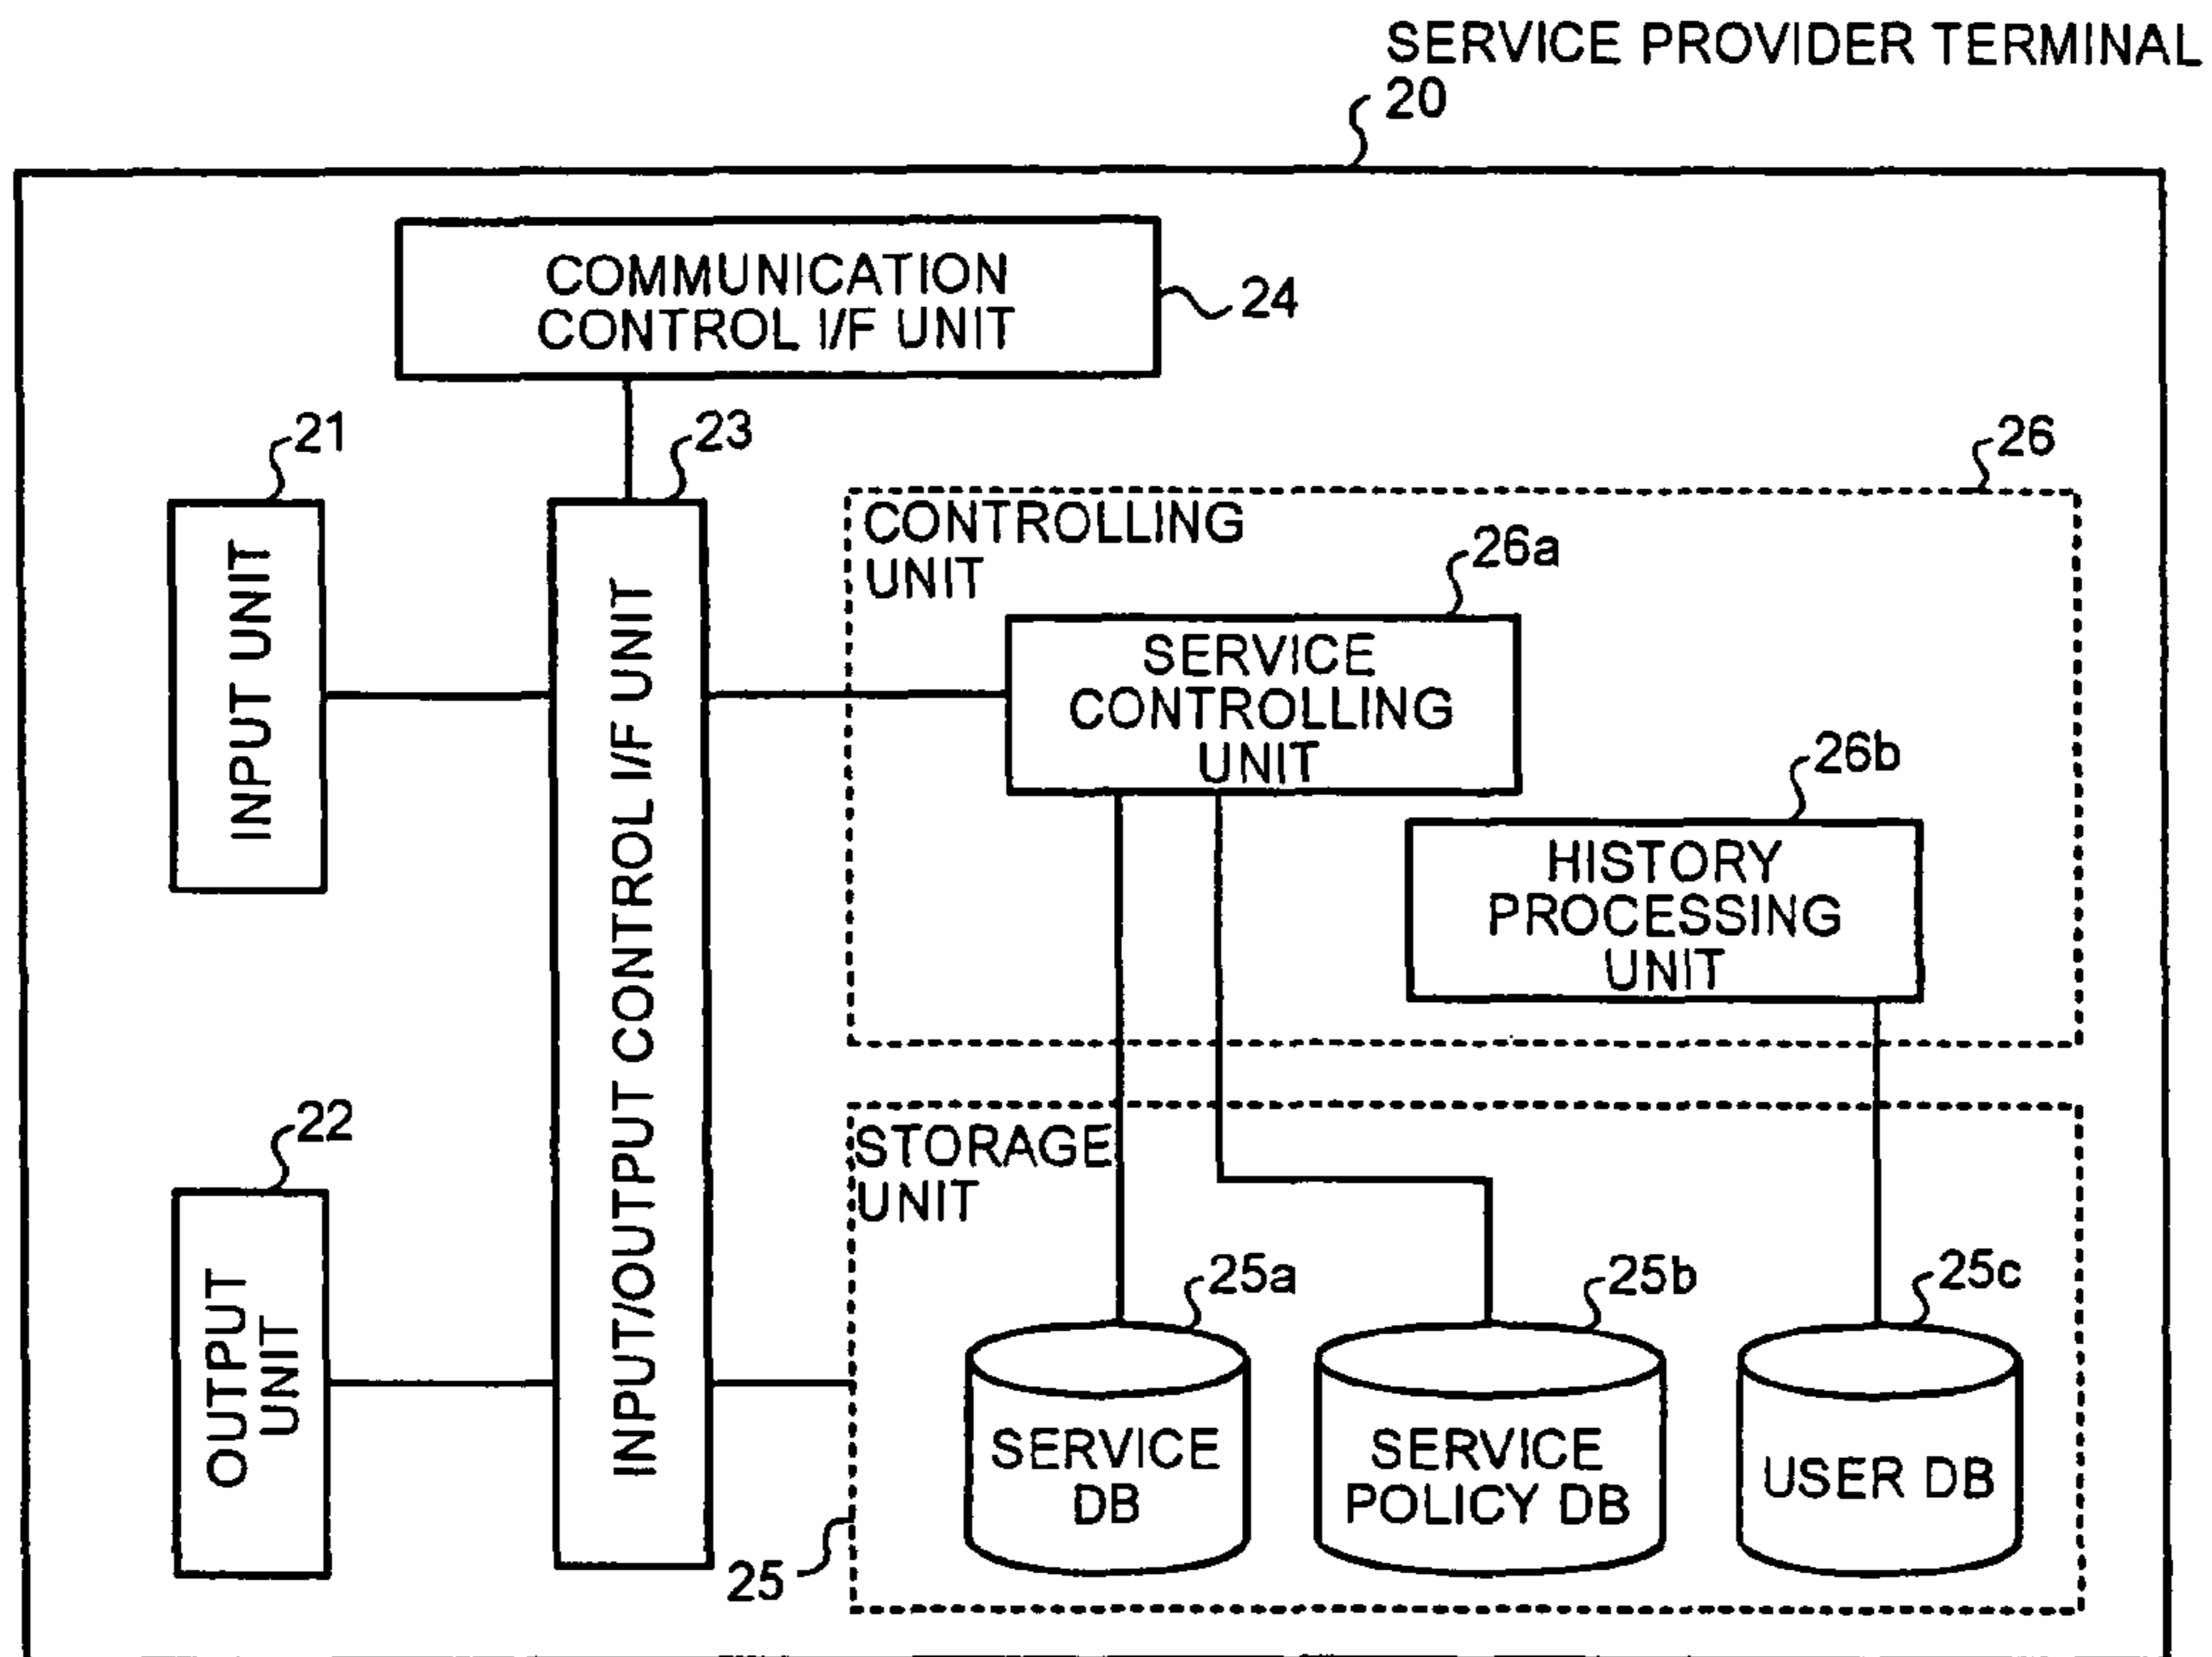 SERVICE PROVIDER TERMINAL
20
COMMUNICATION
CONTROL I/F UNIT
24
21
INPUT UNIT
23
INPUT/OUTPUT CONTROL I/F UNIT
26
CONTROLLING
UNIT
26a
SERVICE
CONTROLLING
UNIT
26b
HISTORY
PROCESSING
UNIT
22
OUTPUT
UNIT
STORAGE
UNIT
25a
SERVICE
DB
25b
SERVICE
POLICY DB
25c
USER DB
25